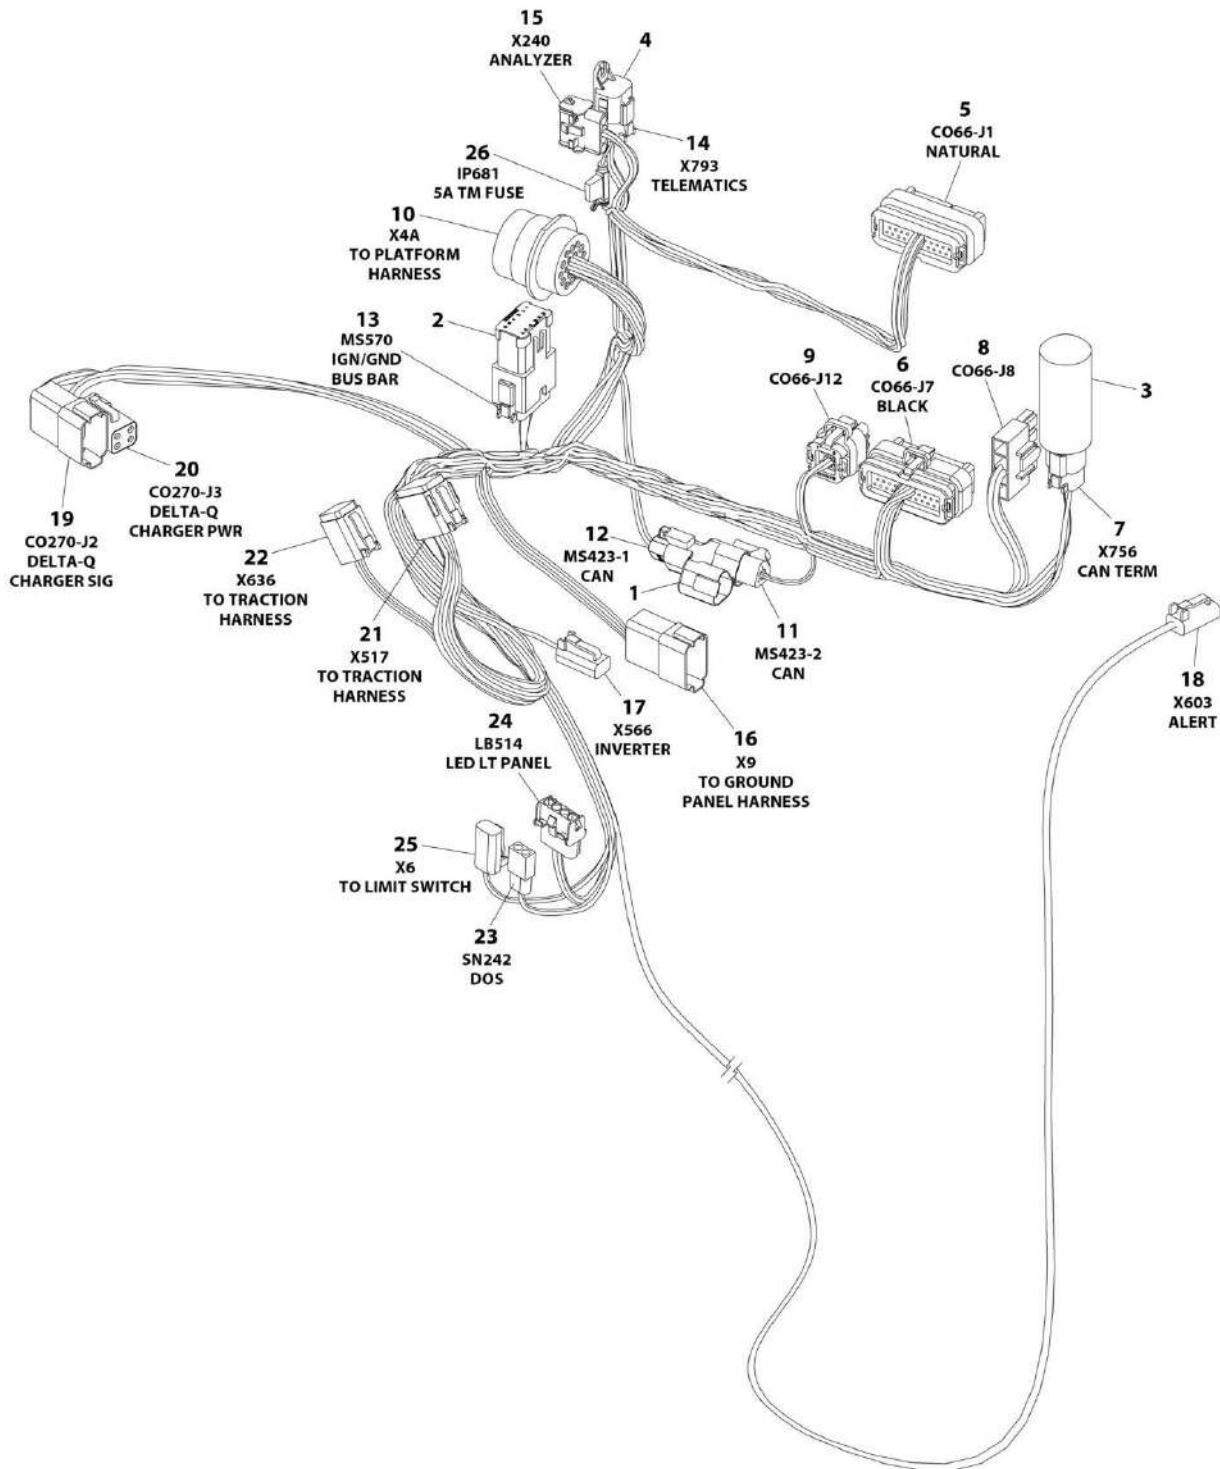 15
X240
ANALYZER
4
5
CO66-J1
NATURAL
14
X793
TELEMATICS
26
IP681
5A TM FUSE
10
X4A
TO PLATFORM
HARNESS
13
MS570
IGN/GND
BUS BAR
2
9
CO66-J12
6
CO66-J7
BLACK
8
CO66-J8
3
20
CO270-J3
DELTA-Q
CHARGER PWR
19
CO270-J2
DELTA-Q
CHARGER SIG
22
X636
TO TRACTION
HARNESS
12
MS423-1
CAN
1
7
X756
CAN TERM
21
X517
TO TRACTION
HARNESS
11
MS423-2
CAN
18
X603
ALERT
17
X566
INVERTER
16
X9
TO GROUND
PANEL HARNESS
24
LB514
LED LT PANEL
25
X6
TO LIMIT SWITCH
23
SN242
DOS